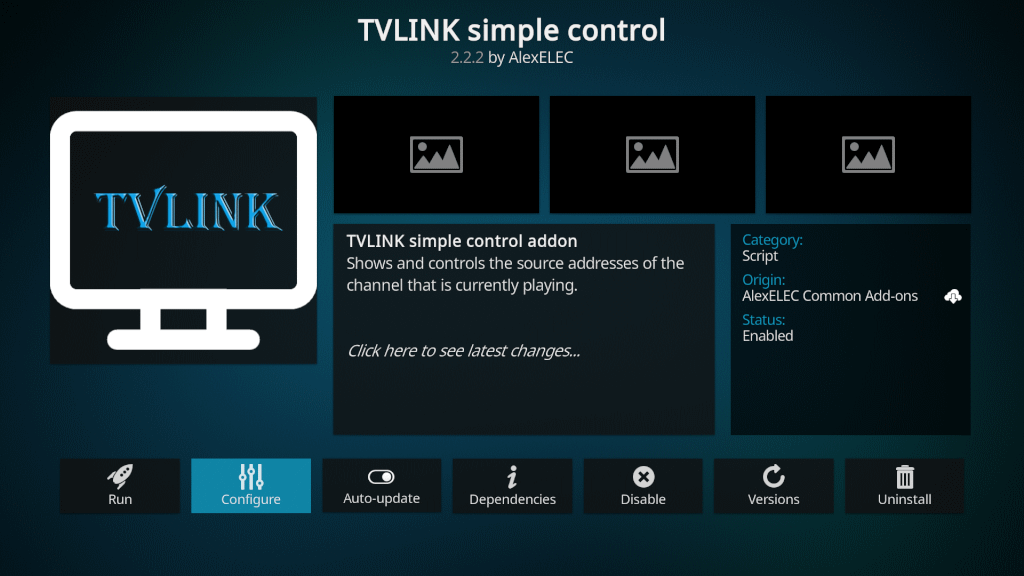 TVLINK simple control
2.2.2 by AlexELEC
TVLINK
TVLINK simple control addon
Shows and controls the source addresses of the
channel that is currently playing.
Click here to see latest changes...
Category:
Script
Origin:
AlexELEC Common Add-ons
Status:
Enabled
Run
Configure
Auto-update
Dependencies
Disable
Versions
Uninstall